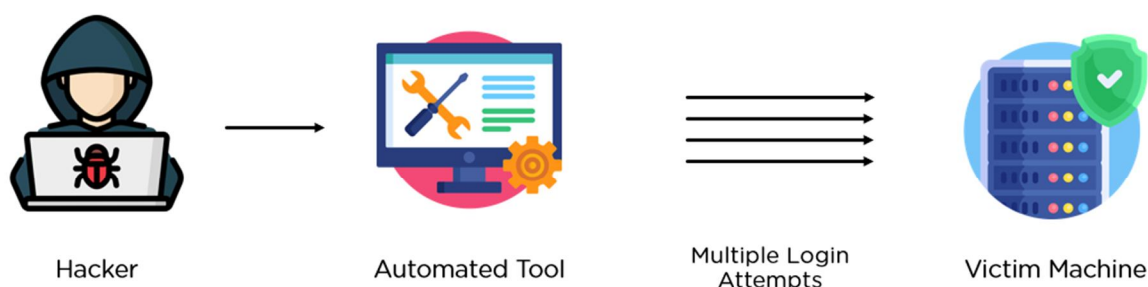 Hacker
Automated Tool
Multiple Login
Attempts
Victim Machine